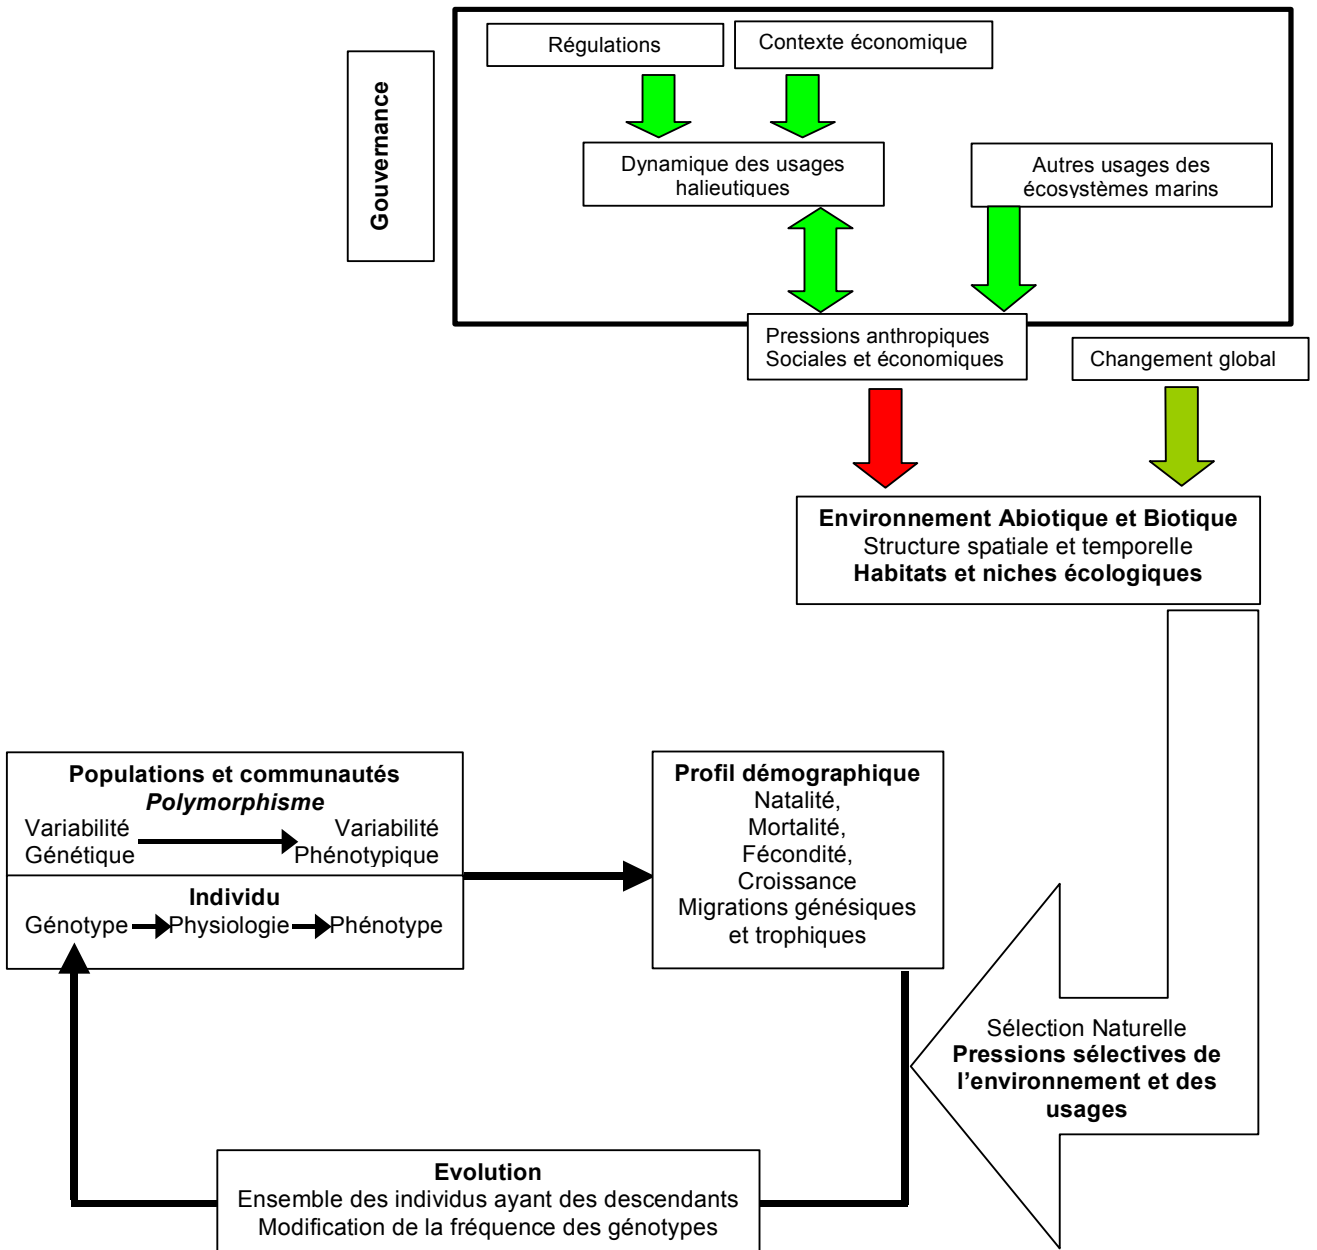 Régulations
Contexte économique
Gouvernance
Dynamique des usages
halieutiques
Autres usages des
écosystèmes marins
Pressions anthropiques
Sociales et économiques
Changement global
Environnement Abiotique et Biotique
Structure spatiale et temporelle
Habitats et niches écologiques
Populations et communautés
Polymorphisme
Variabilité
Génétique
Variabilité
Phénotypique
Individu
Génotype
Physiologie
Phénotype
Profil démographique
Natalité,
Mortalité,
Fécondité,
Croissance
Migrations génésiques
et trophiques
Sélection Naturelle
Pressions sélectives de
l'environnement et des
usages
Evolution
Ensemble des individus ayant des descendants
Modification de la fréquence des génotypes